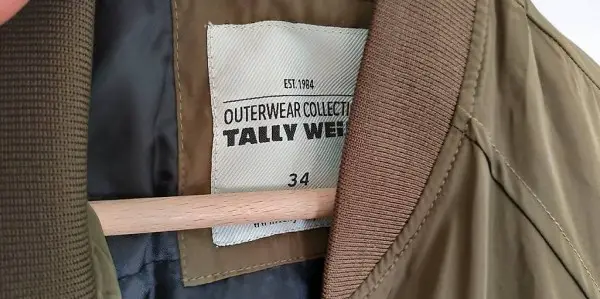 EST. 1984
OUTERWEAR COLLECTI
TALLY WEi
34